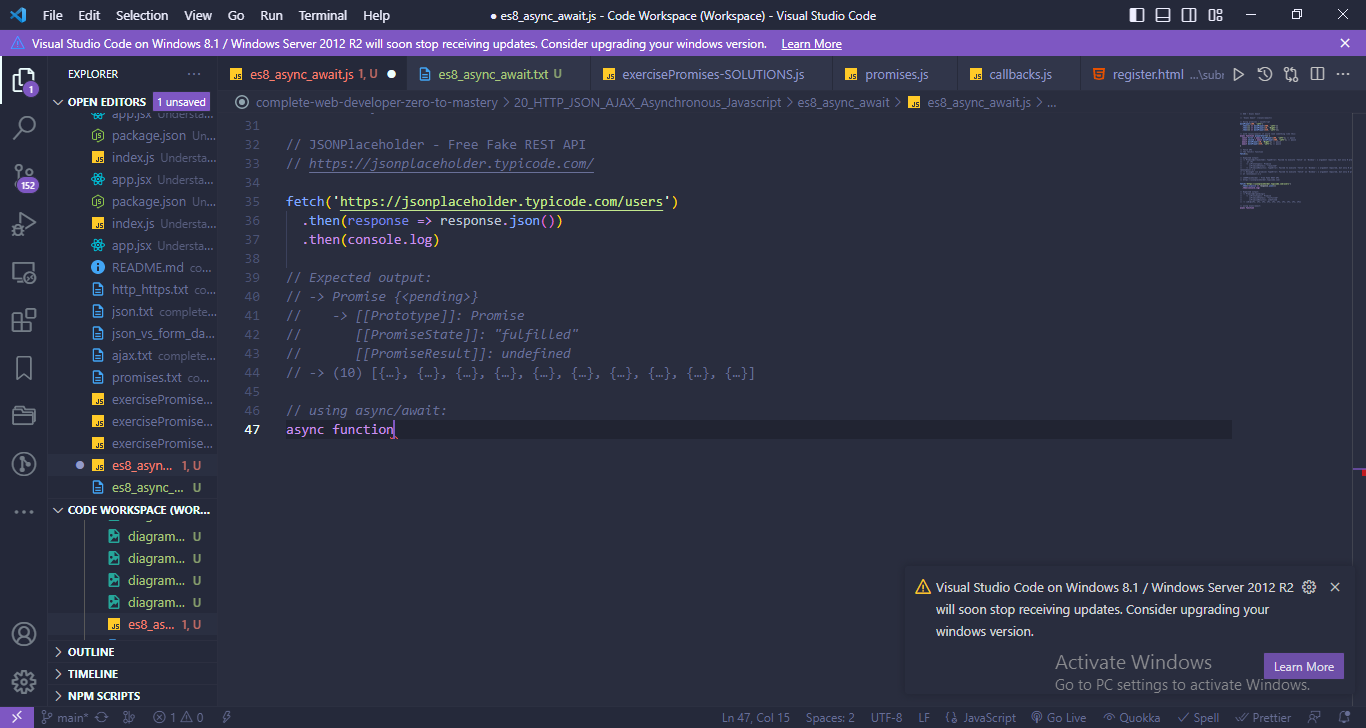 File Edit Selection View Go Run Terminal Help
● es8_async_await.js - Code Workspace (Workspace) - Visual Studio Code
Visual Studio Code on Windows 8.1 / Windows Server 2012 R2 will soon stop receiving updates. Consider upgrading your windows version. Learn More
EXPLORER ···
JS es8_async_await.js 1, U ●
es8_async_await.txt U
JS exercisePromises-SOLUTIONS.js
JS promises.js
JS callbacks.js
register.html ...\subr
OPEN EDITORS 1 unsaved
complete-web-developer-zero-to-mastery > 20_HTTP_JSON_AJAX_Asynchronous_Javascript > es8_async_await > JS es8_async_await.js > ...
app.jsx Understa...
package.json Un...
JS index.js Understa...
app.jsx Understa...
package.json Un...
JS index.js Understa...
app.jsx Understa...
README.md co...
http_https.txt co...
json.txt complete...
json_vs_form_da...
ajax.txt complete...
promises.txt co...
JS exercisePromise...
JS exercisePromise...
JS exercisePromise...
JS es8_asyn... 1, U
es8_async_... U
CODE WORKSPACE (WOR...
diagram... U
diagram... U
diagram... U
diagram... U
JS es8_as... 1, U
OUTLINE
TIMELINE
NPM SCRIPTS
1
152
31
32 // JSONPlaceholder - Free Fake REST API
33 // https://jsonplaceholder.typicode.com/
34
35 fetch('https://jsonplaceholder.typicode.com/users')
36 .then(response => response.json())
37 .then(console.log)
38
39 // Expected output:
40 // -> Promise {<pending>}
41 // -> [[Prototype]]: Promise
42 // [[PromiseState]]: "fulfilled"
43 // [[PromiseResult]]: undefined
44 // -> (10) [{…}, {…}, {…}, {…}, {…}, {…}, {…}, {…}, {…}, {…}]
45
46 // using async/await:
47 async function
Visual Studio Code on Windows 8.1 / Windows Server 2012 R2
will soon stop receiving updates. Consider upgrading your
windows version.
Learn More
Activate Windows
Go to PC settings to activate Windows.
main* 1 0
Ln 47, Col 15 Spaces: 2 UTF-8 LF {} JavaScript Go Live Quokka Spell Prettier